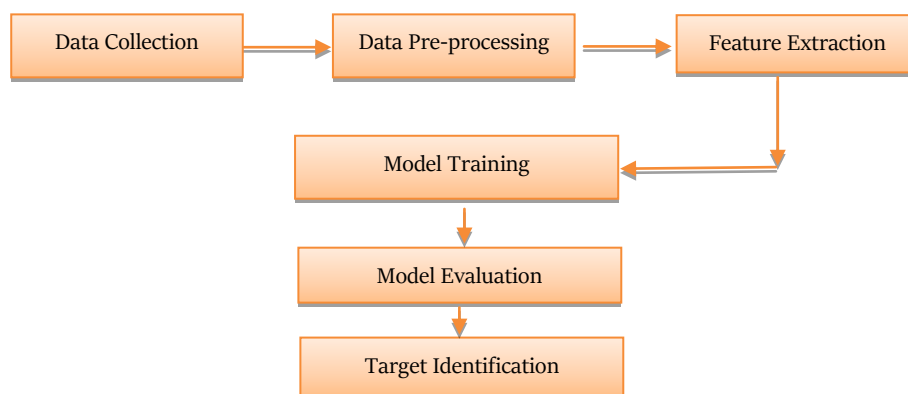 Data Collection
Data Pre-processing
Feature Extraction
Model Training
Model Evaluation
Target Identification